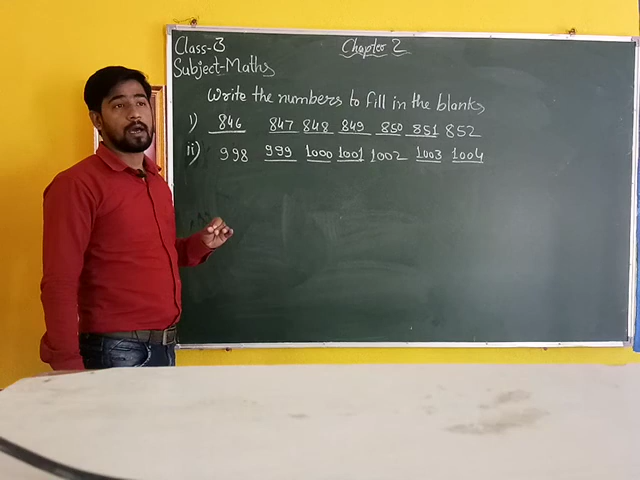 Class-3 Chapter 2
Subject-Maths
Write the numbers to fill in the blanks
i) 846 847 848 849 850 851 852
ii) 998 999 1000 1001 1002 1003 1004